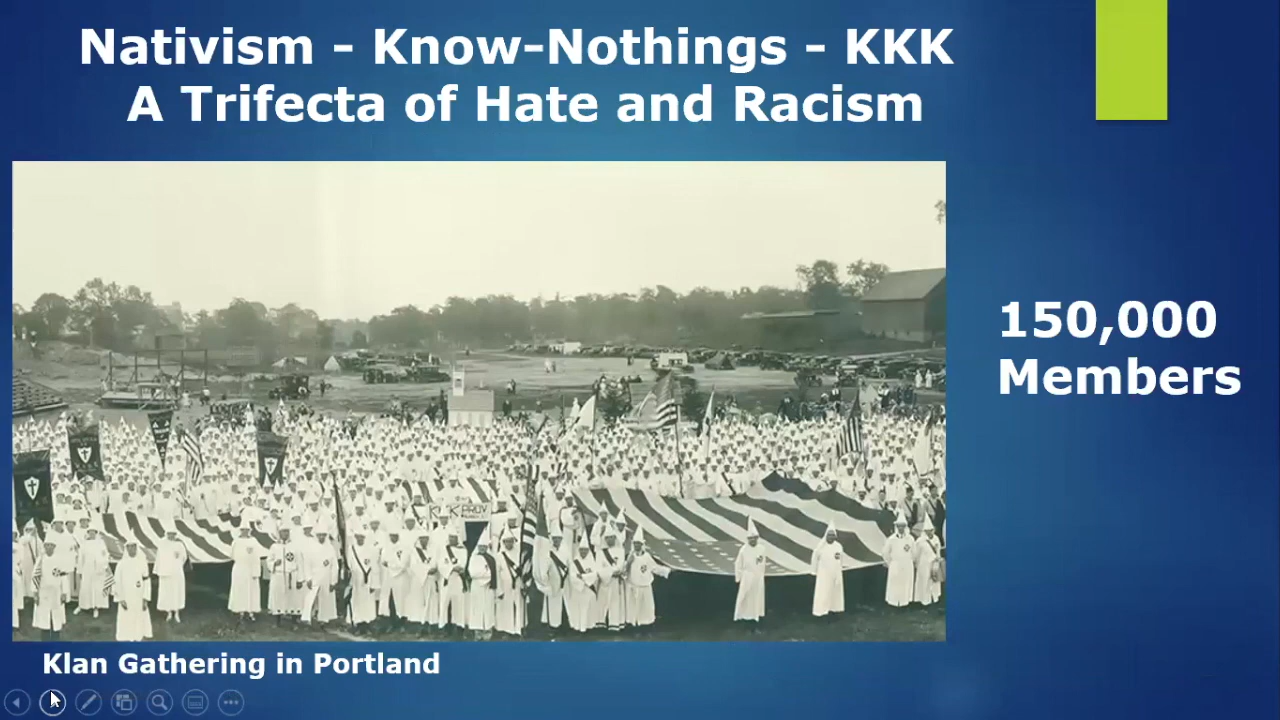 Nativism - Know-Nothings - KKK
A Trifecta of Hate and Racism
150,000
Members
Klan Gathering in Portland